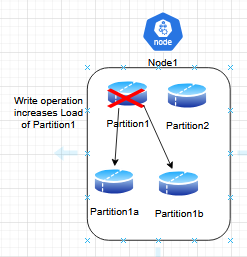 node
Node1
Write operation
increases Load
of Partition1
Partition1
Partition2
Partition1a
Partition1b